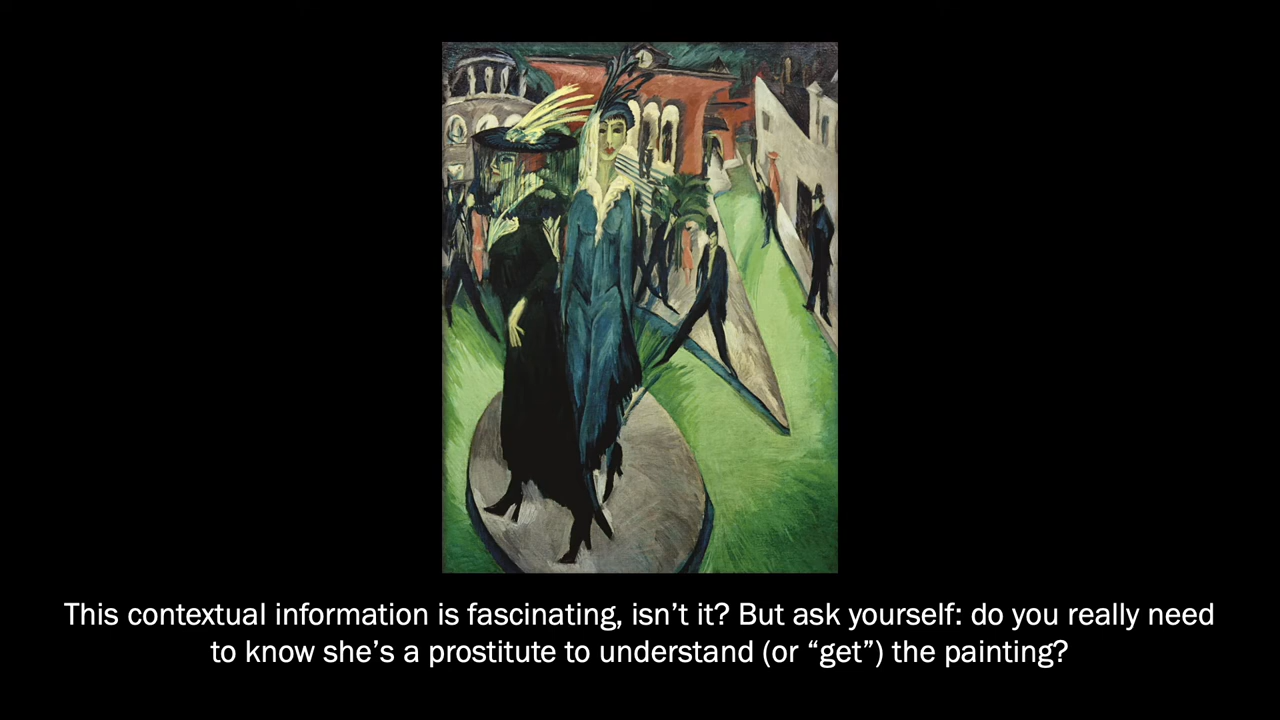 This contextual information is fascinating, isn’t it? But ask yourself: do you really need
to know she’s a prostitute to understand (or “get”) the painting?